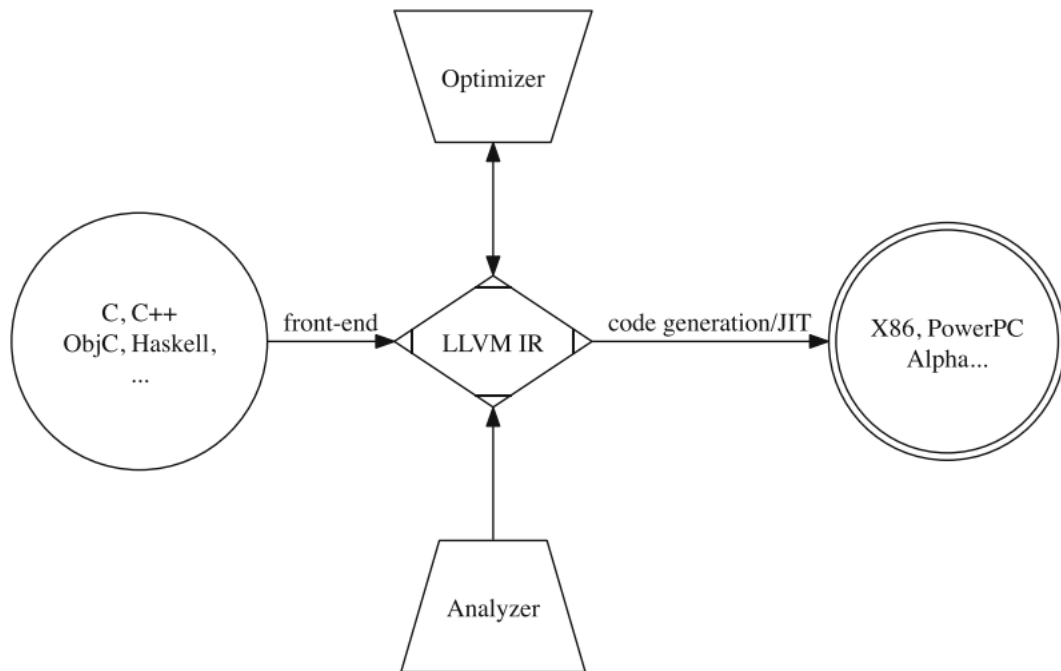 Optimizer
C, C++
ObjC, Haskell,
...
front-end
LLVM IR
code generation/JIT
X86, PowerPC
Alpha...
Analyzer